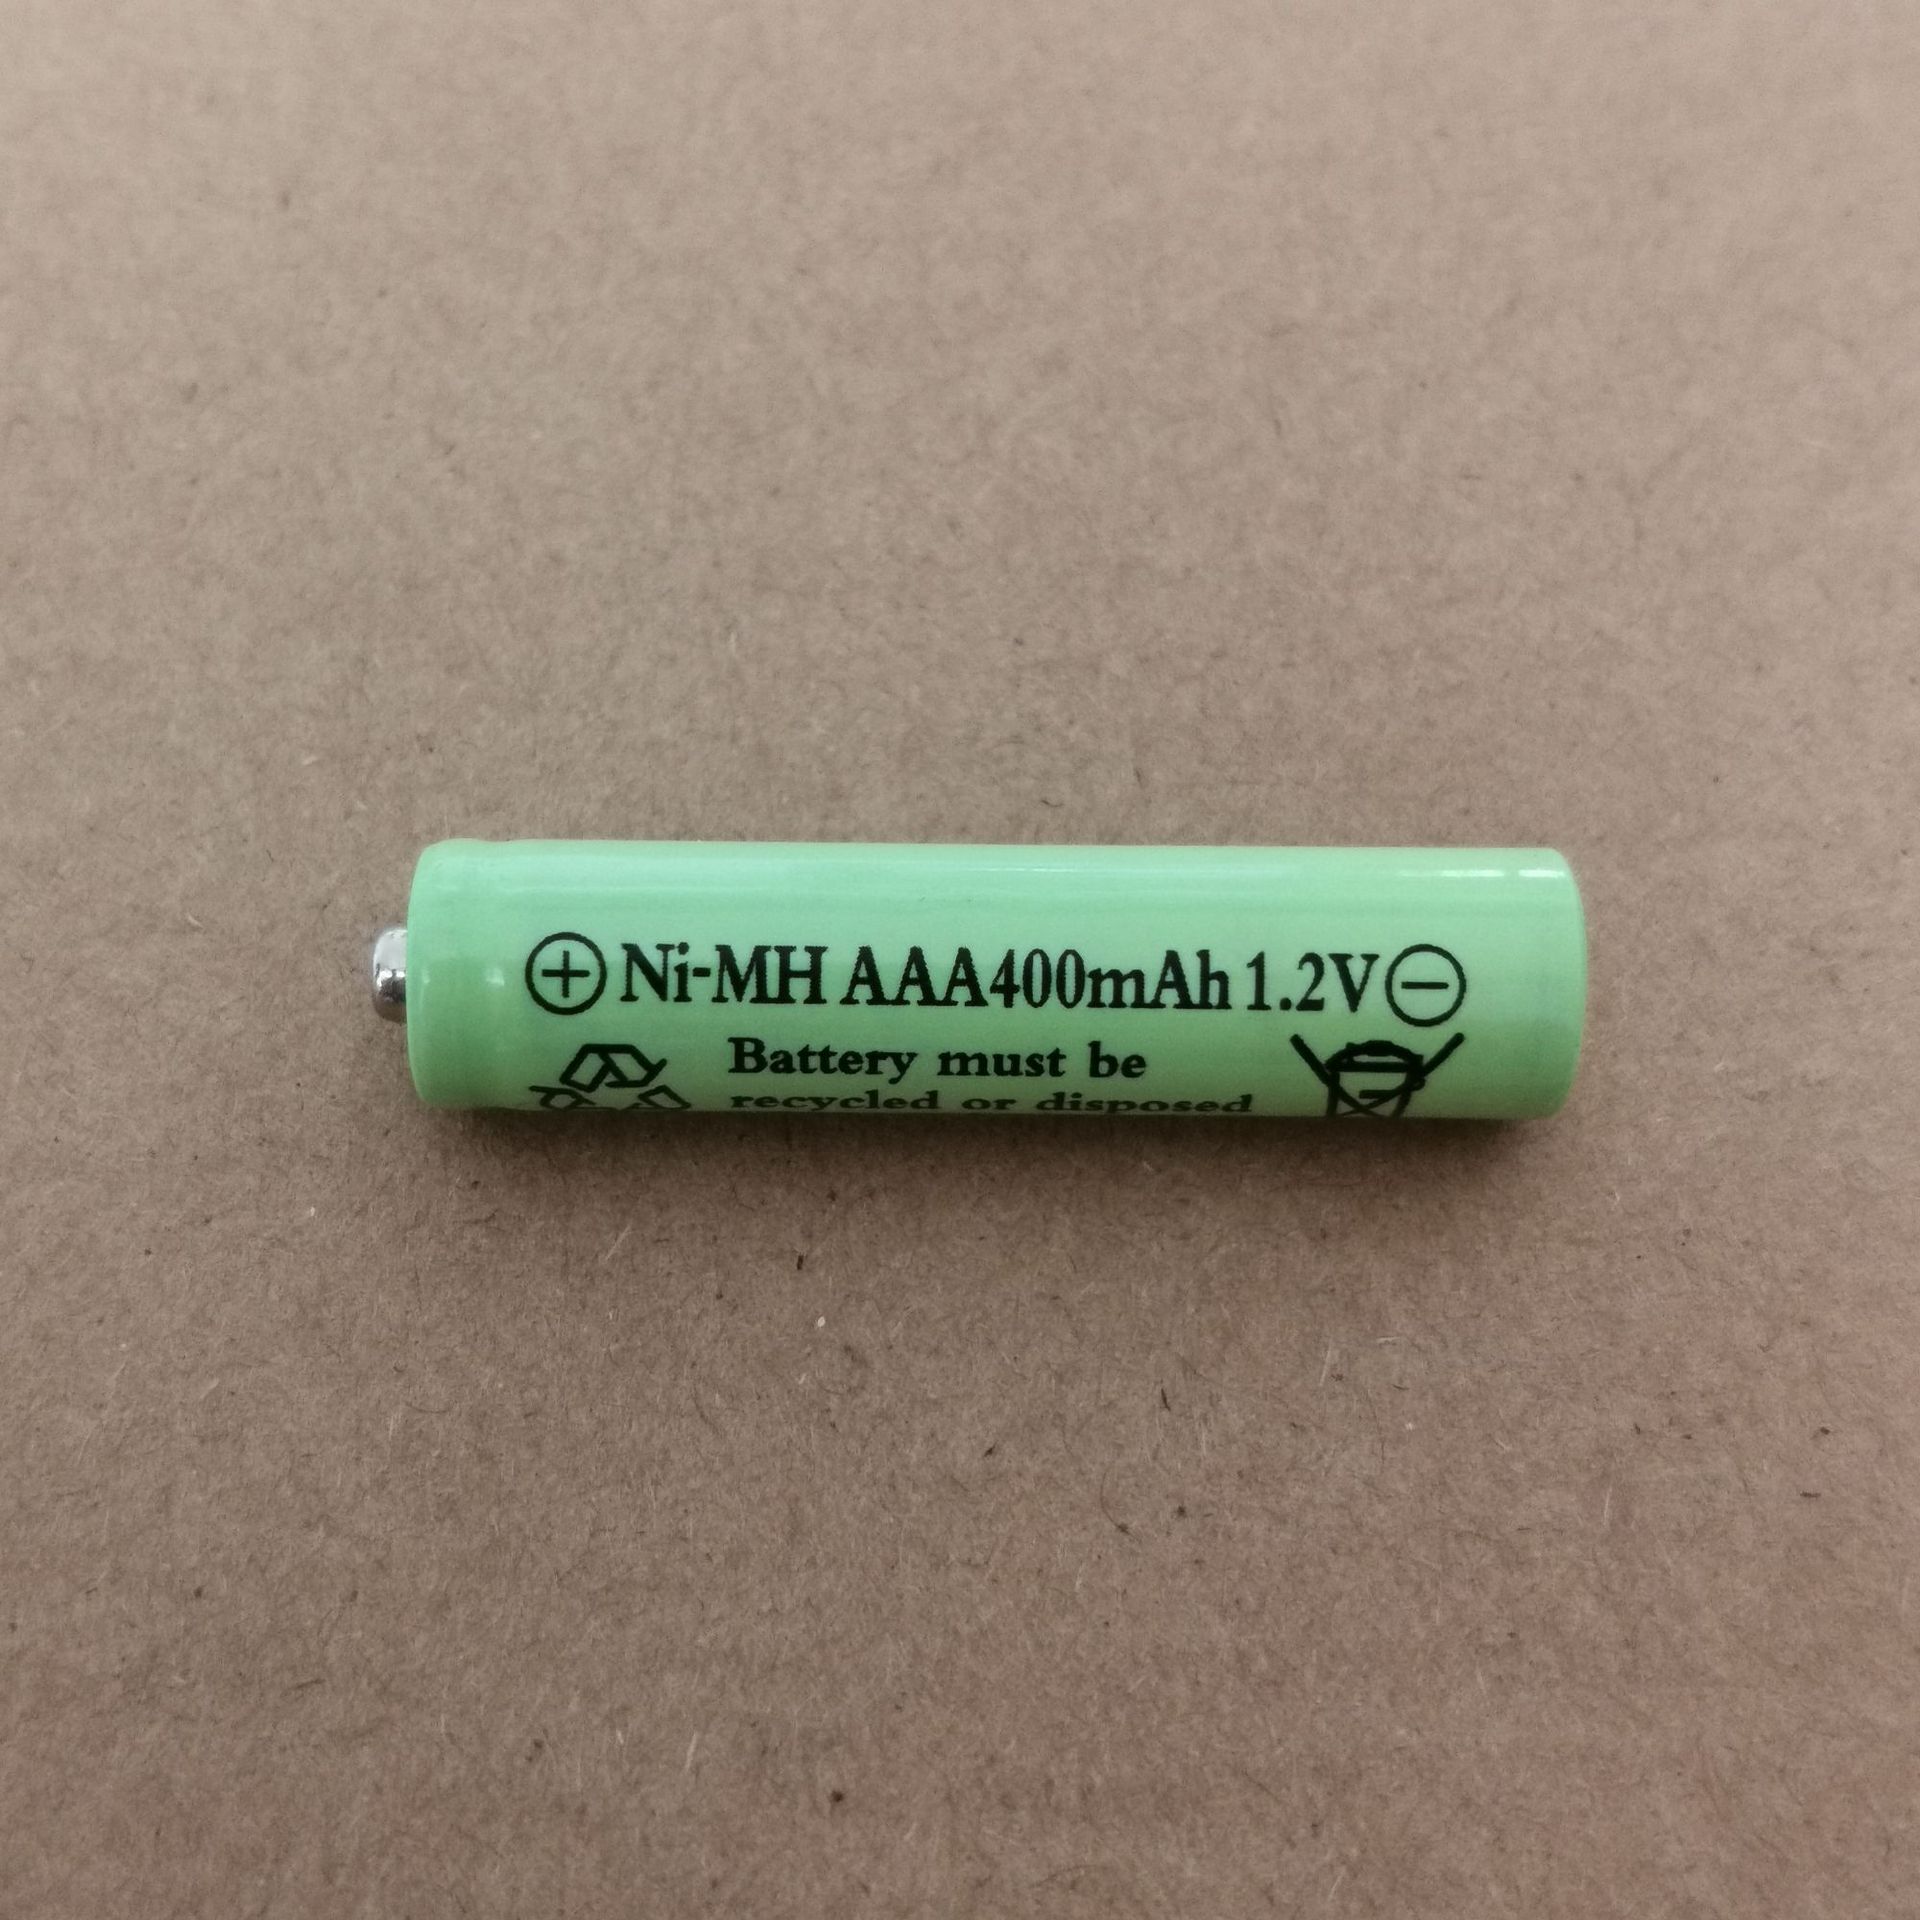 ⊕Ni-MH AAA400mAh 1.2V⊖
Battery must be
recycled or disposed